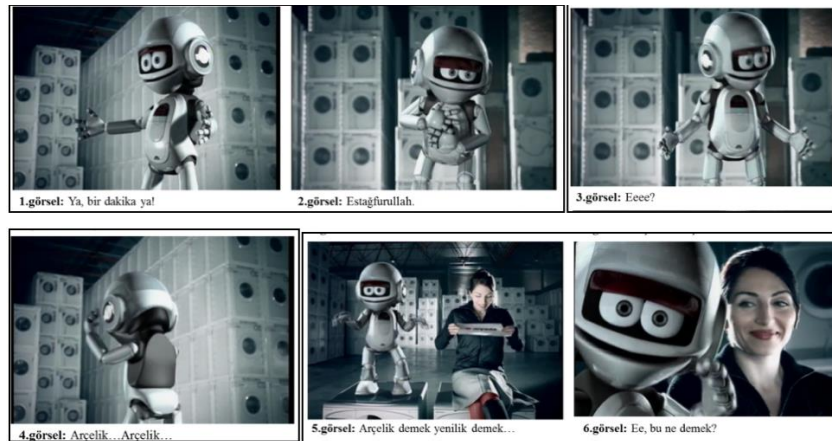 1.görsel: Ya, bir dakika ya!
2.görsel: Estağfurullah.
3.görsel: Eeee?
4.görsel: Arçelik…Arçelik…
5.görsel: Arçelik demek yenilik demek…
6.görsel: Ee, bu ne demek?